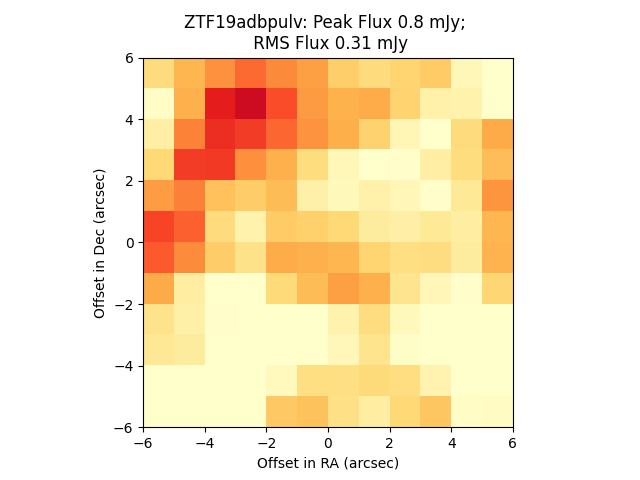 ZTF19adbpulv: Peak Flux 0.8 mJy;
RMS Flux 0.31 mJy
6
4
2
0
−2
−4
−6
Offset in Dec (arcsec)
−6 −4 −2 0 2 4 6
Offset in RA (arcsec)